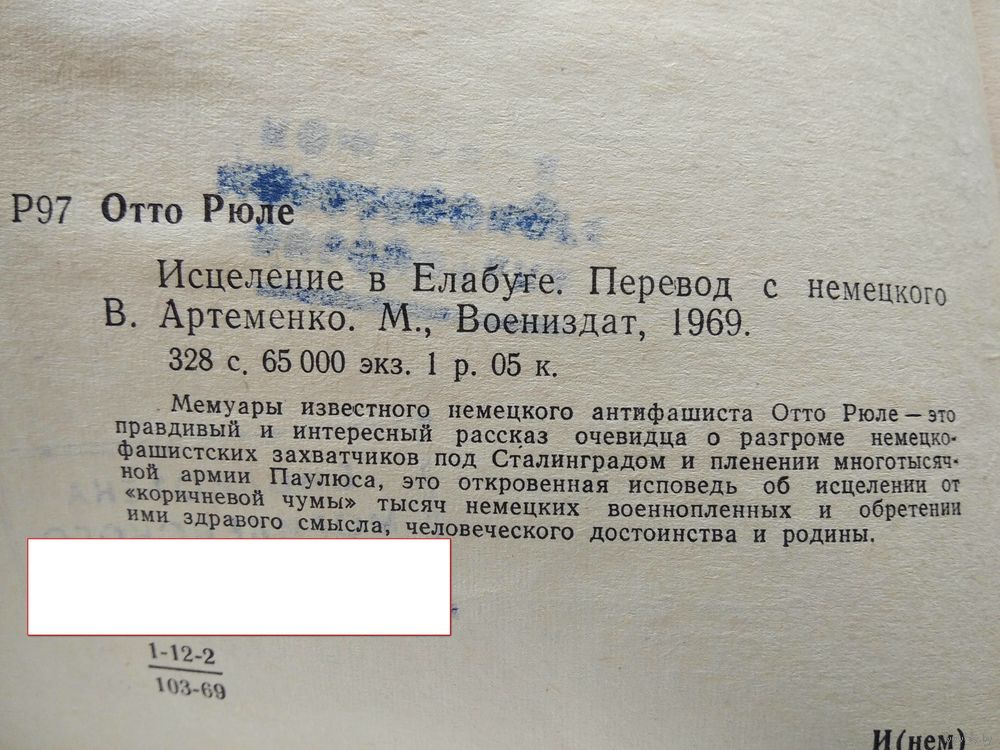 Р97 Отто Рюле
Исцеление в Елабуге. Перевод с немецкого
В. Артеменко. М., Воениздат, 1969.
328 с. 65 000 экз. 1 р. 05 к.
Мемуары известного немецкого антифашиста Отто Рюле — это
правдивый и интересный рассказ очевидца о разгроме немецко-
фашистских захватчиков под Сталинградом и пленении многотысяч-
ной армии Паулюса, это откровенная исповедь об исцелении от
«коричневой чумы» тысяч немецких военнопленных и обретении
ими здравого смысла, человеческого достоинства и родины.
1-12-2
103-69
И(нем)